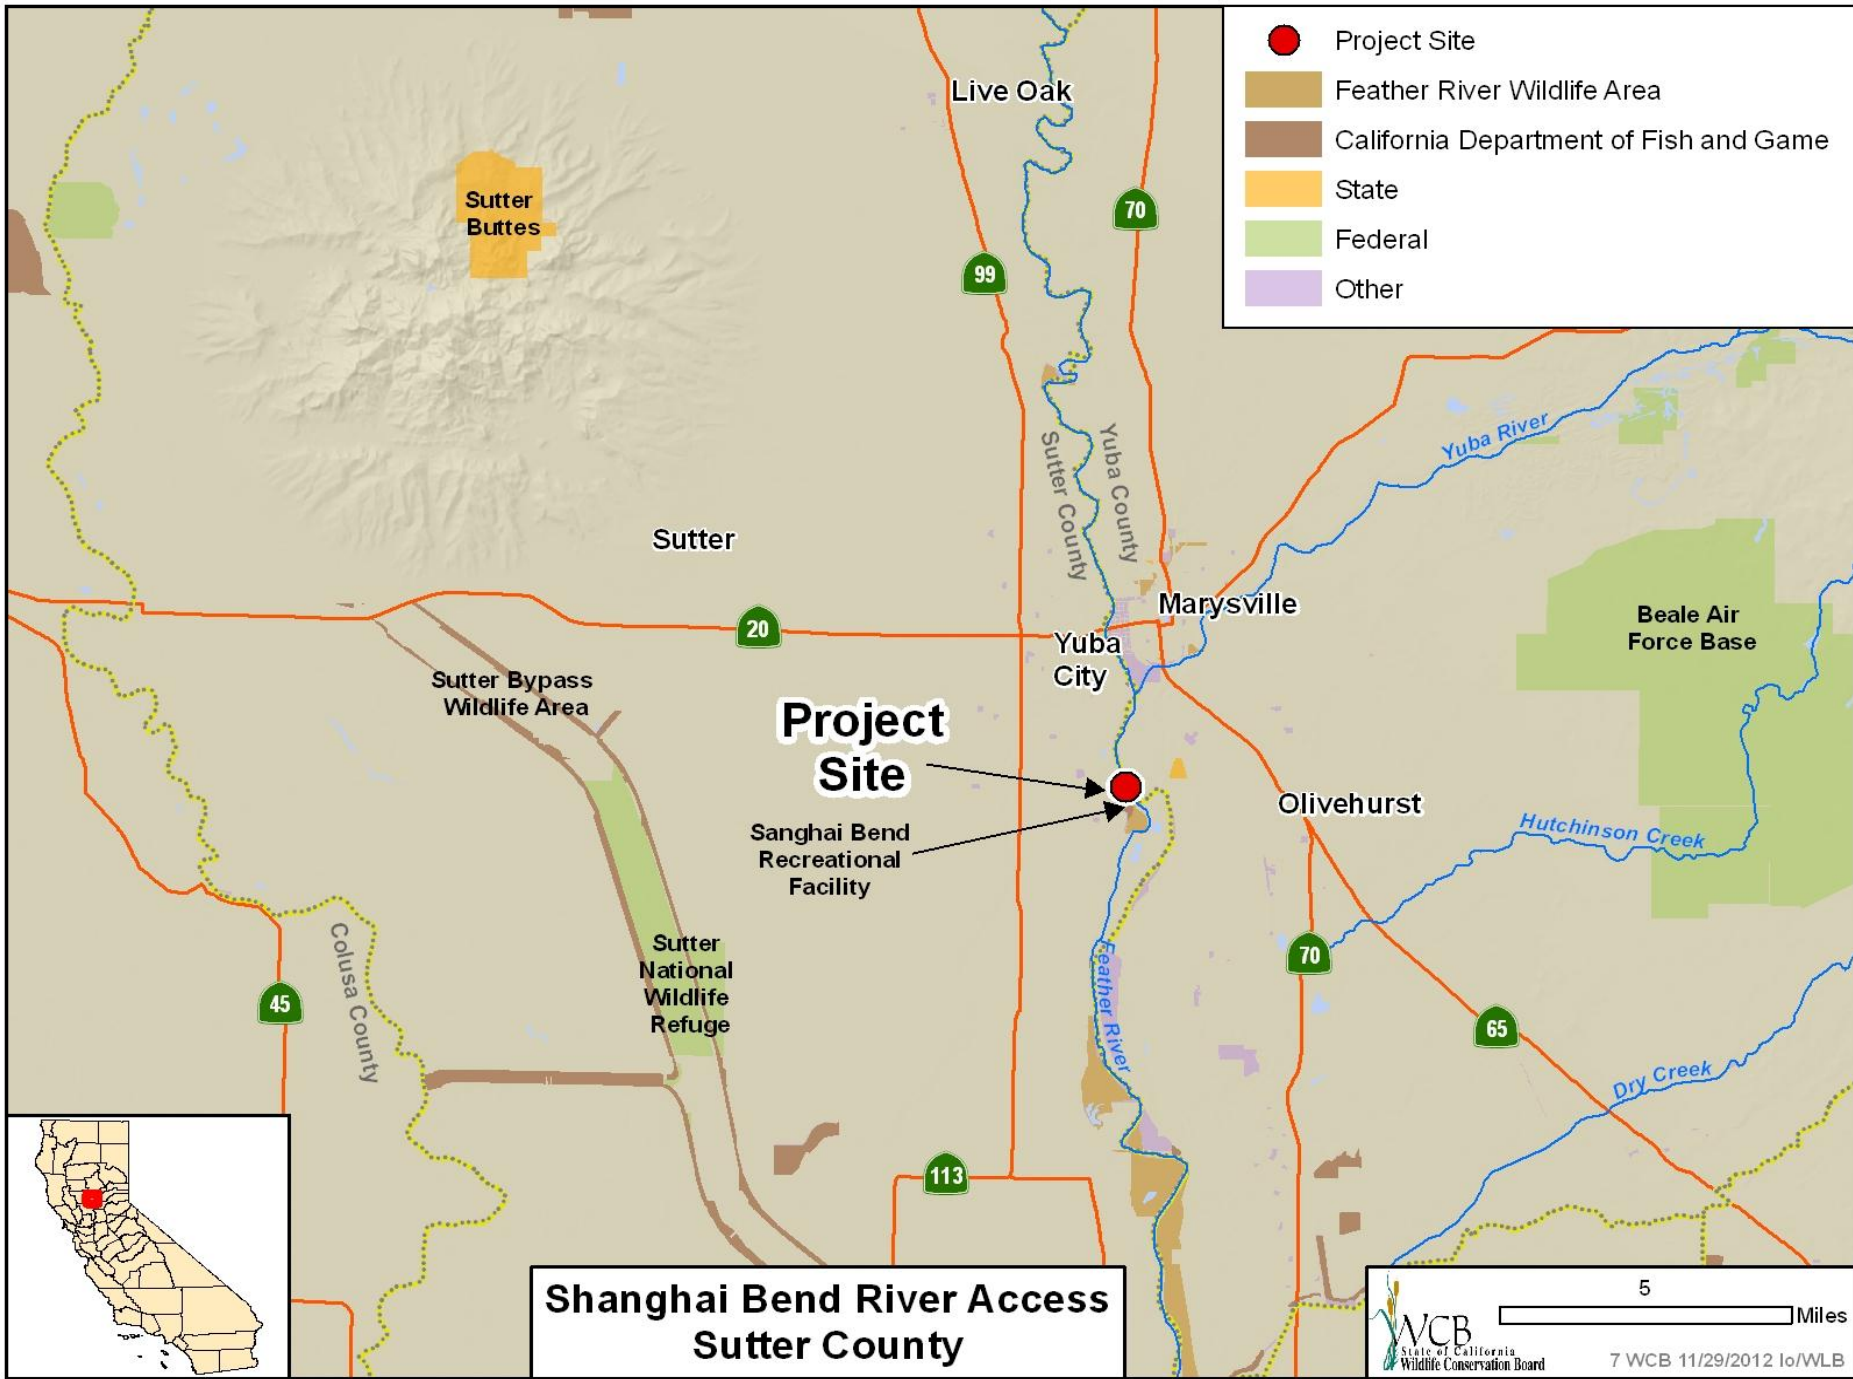 Project Site
Feather River Wildlife Area
California Department of Fish and Game
State
Federal
Other
Live Oak
Sutter
Buttes
70
99
Yuba River
Sutter County
Yuba County
Sutter
Marysville
20
Yuba
City
Beale Air
Force Base
Sutter Bypass
Wildlife Area
Project
Site
Olivehurst
Sanghai Bend
Recreational
Facility
Hutchinson Creek
Colusa County
Sutter
National
Wildlife
Refuge
Feather River
70
45
65
Dry Creek
113
Shanghai Bend River Access
Sutter County
5
Miles
WCB
State of California
Wildlife Conservation Board
7 WCB 11/29/2012 lo/WLB